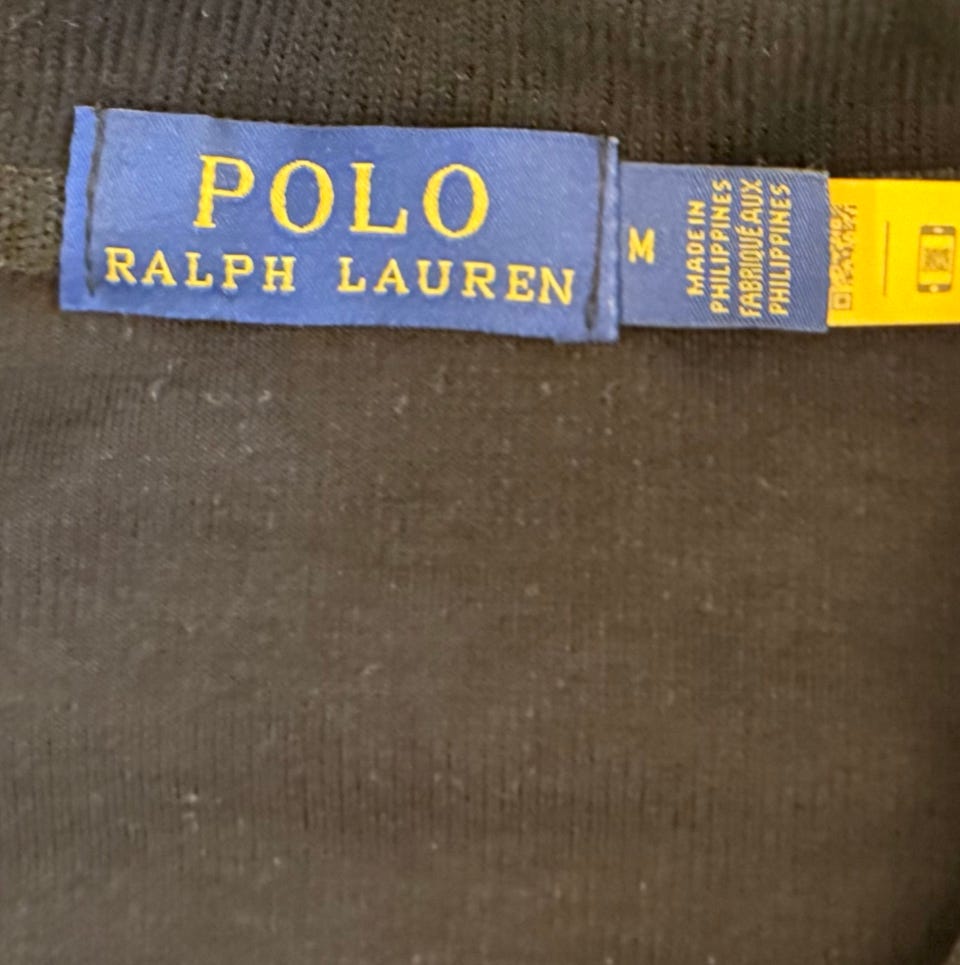 POLO
RALPH LAUREN
M
MADE IN
PHILIPPINES
FABRIQUÉ AUX
PHILIPPINES